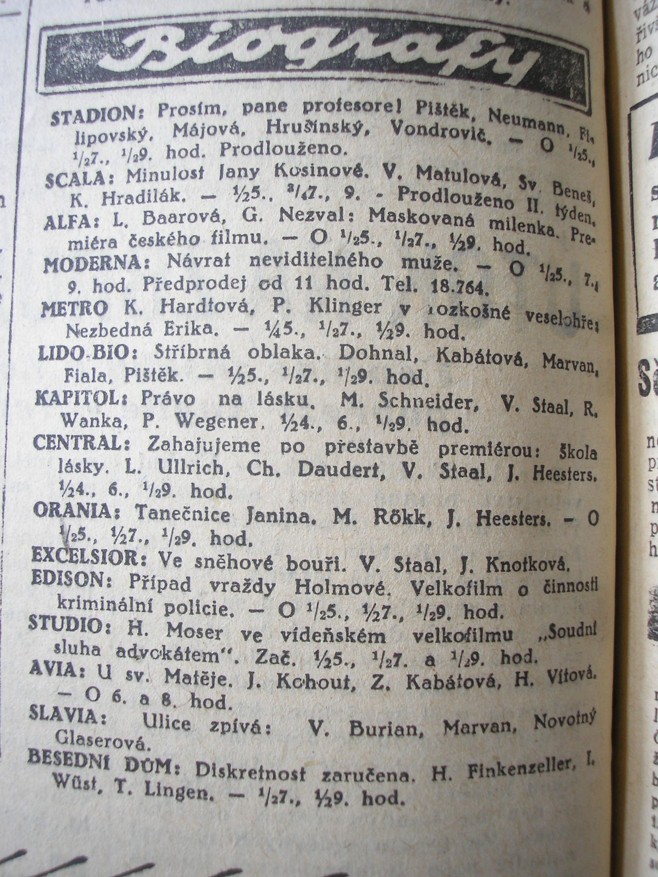 Biografy
STADION: Prosím, pane profesore! Pištěk, Neumann, Fi-
lipovský, Májová, Hrušínský, Vondrovič. — O ½5.,
½7., ½9. hod. Prodlouženo.
SCALA: Minulost Jany Kosinové. V. Matulová, Sv. Beneš,
K. Hradilák. — ½5., ¾7., 9. - Prodlouženo II. týden.
ALFA: L. Baarová, G. Nezval: Maskovaná milenka. Pre-
miéra českého filmu. — O ½5., ½7., ½9. hod.
MODERNA: Návrat neviditelného muže. — O ½5., 7.,
9. hod. Předprodej od 11 hod. Tel. 18.764.
METRO K. Hardtová, P. Klinger v rozkošné veselohře:
Nezbedná Erika. — ¼5., ½7., ½9. hod.
LIDO-BIO: Stříbrná oblaka. Dohnal, Kabátová, Marvan,
Fiala, Pištěk. — ½5., ½7., ½9. hod.
KAPITOL: Právo na lásku. M. Schneider, V. Staal, R.
Wanka, P. Wegener. ½4., 6., ½9. hod.
CENTRAL: Zahajujeme po přestavbě premiérou: Škola
lásky. L. Ullrich, Ch. Daudert, V. Staal, J. Heesters.
½4., 6., ½9. hod.
ORANIA: Tanečnice Janina. M. Rökk, J. Heesters. — O
½5., ½7., ½9. hod.
EXCELSIOR: Ve sněhové bouři. V. Staal, J. Knotková.
EDISON: Případ vraždy Holmové. Velkofilm o činnosti
kriminální policie. — O ½5., ½7., ½9. hod.
STUDIO: H. Moser ve vídeňském velkofilmu „Soudní
sluha advokátem". Zač. ½5., ½7. a ½9. hod.
AVIA: U sv. Matěje. J. Kohout, Z. Kabátová, H. Vítová.
— O 6. a 8. hod.
SLAVIA: Ulice zpívá: V. Burian, Marvan, Novotný
Glaserová.
BESEDNÍ DŮM: Diskretnost zaručena. H. Finkenzeller, I.
Wüst, T. Lingen. — ½7., ½9. hod.